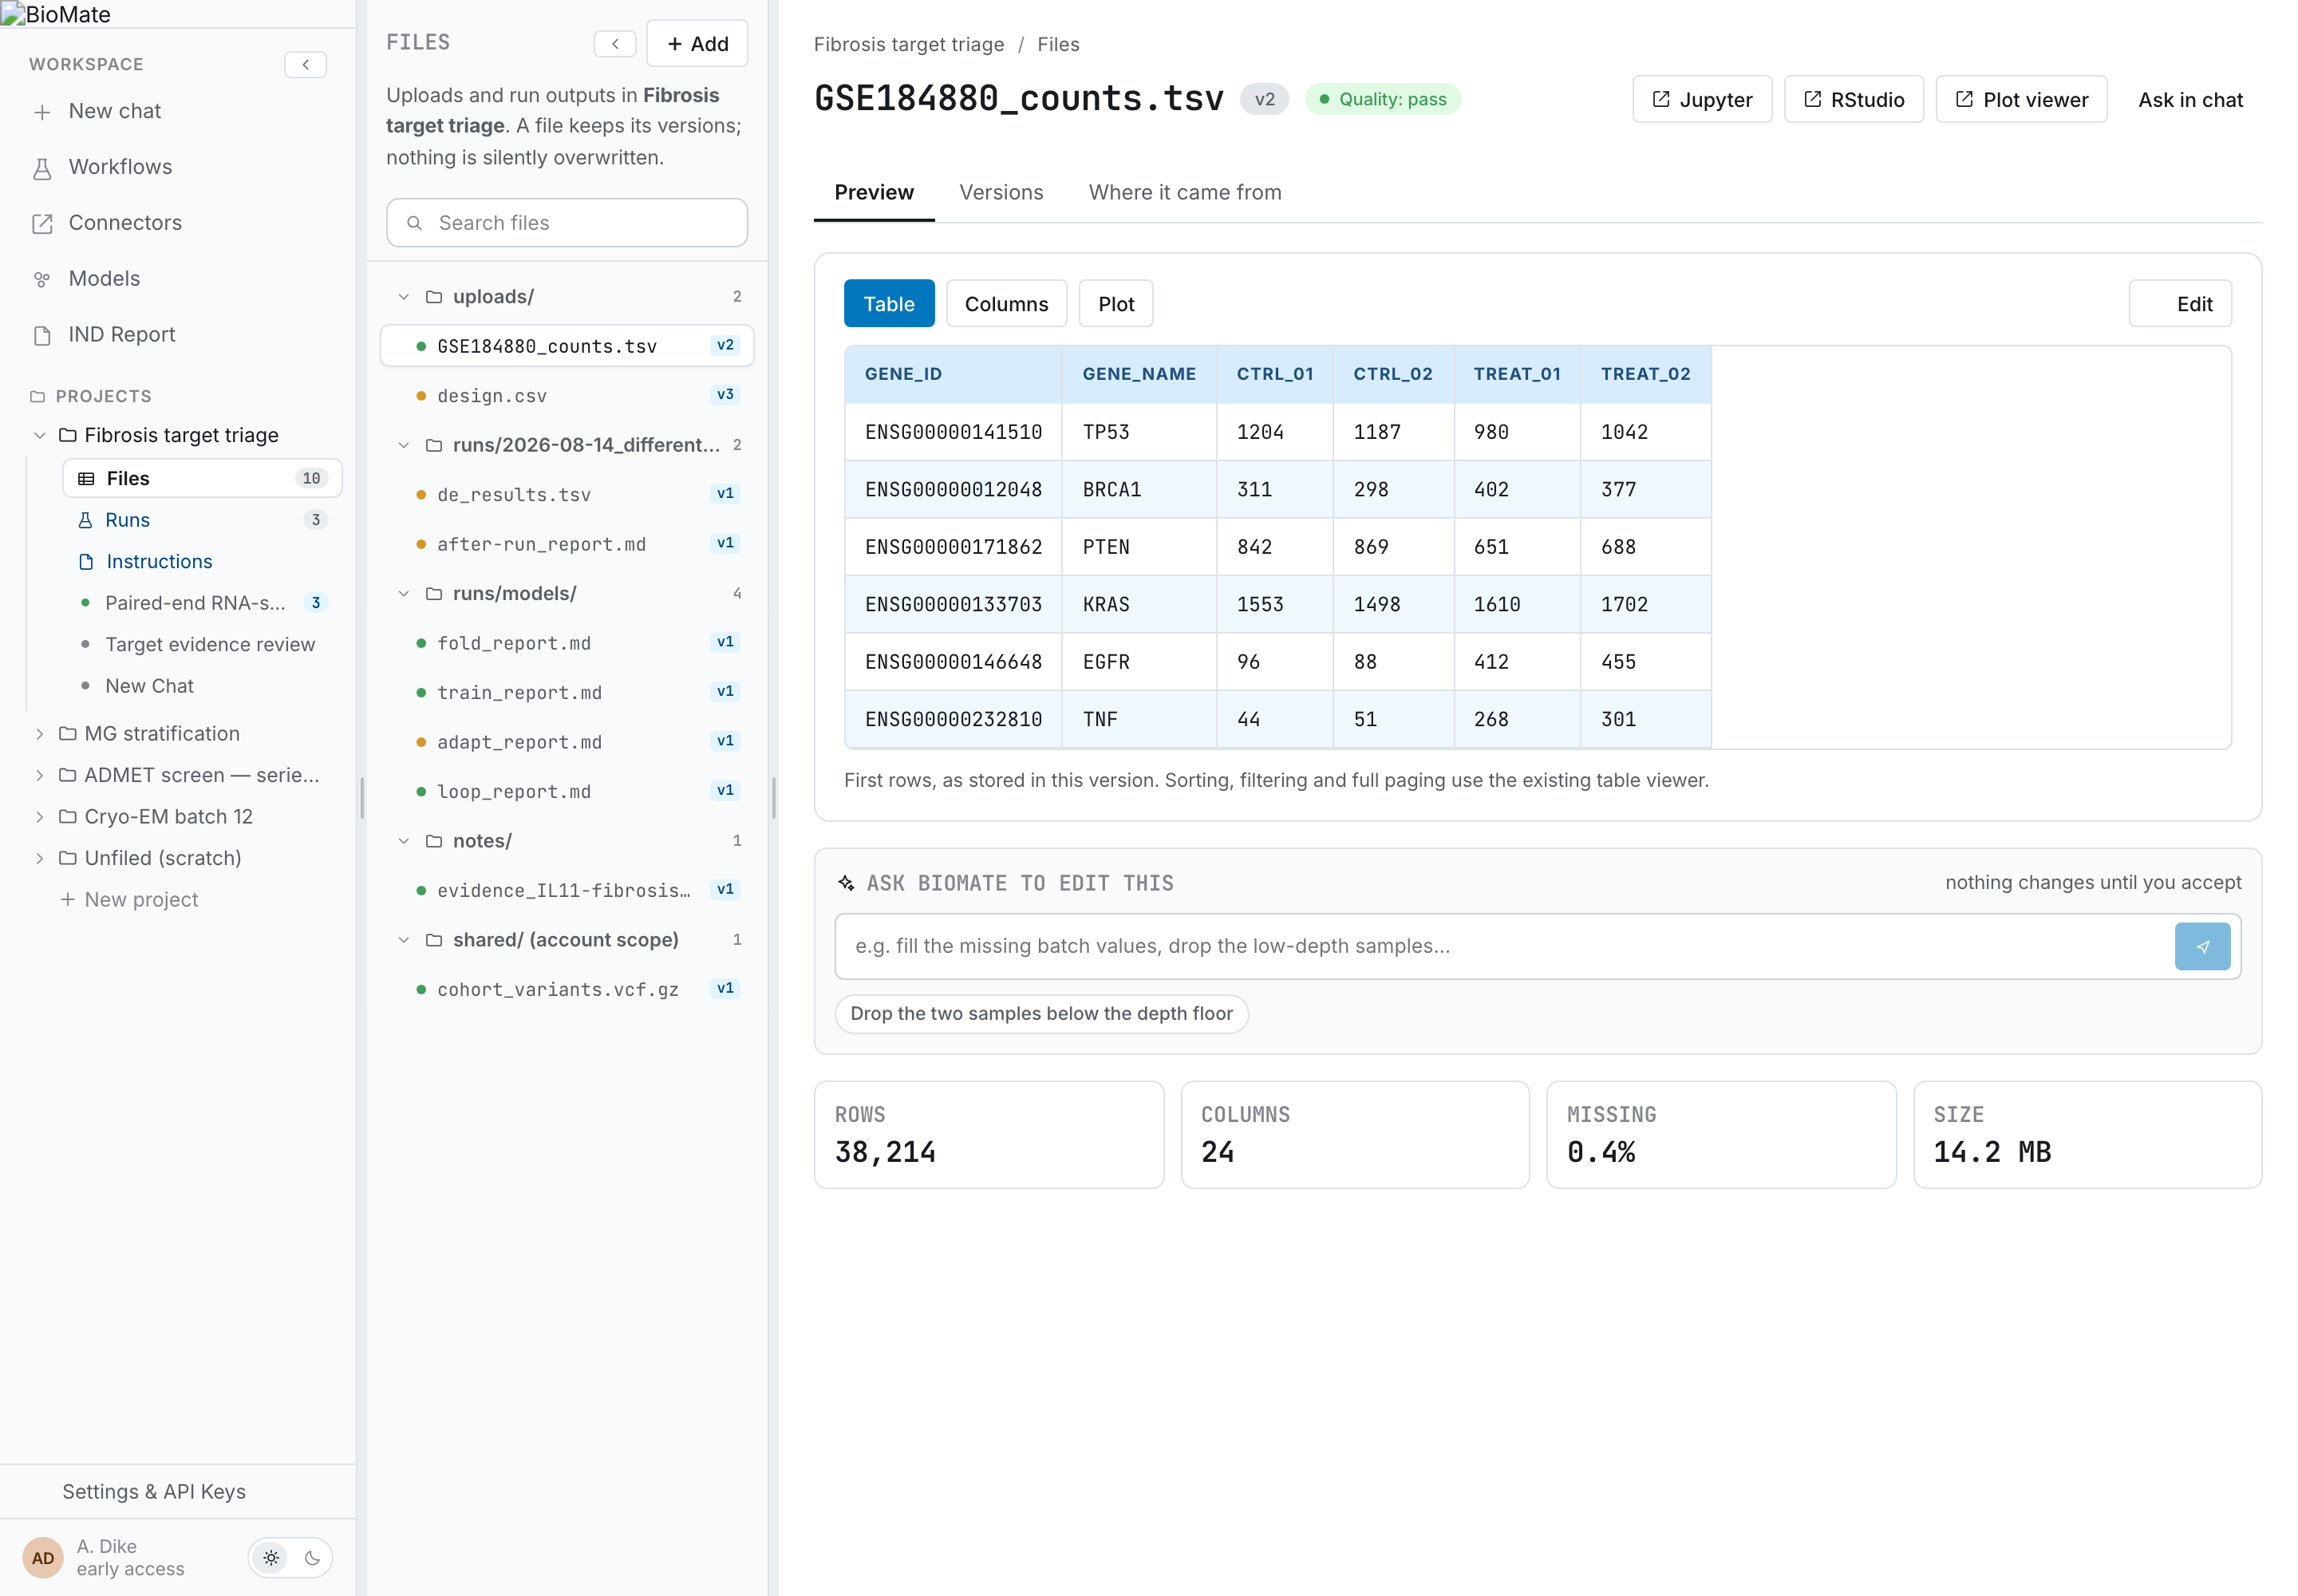 BioMate
WORKSPACE
New chat
Workflows
Connectors
Models
IND Report
PROJECTS
Fibrosis target triage
Files 10
Runs 3
Instructions
Paired-end RNA-s... 3
Target evidence review
New Chat
MG stratification
ADMET screen — serie...
Cryo-EM batch 12
Unfiled (scratch)
+ New project
Settings & API Keys
AD
A. Dike
early access
FILES
+ Add
Uploads and run outputs in Fibrosis
target triage. A file keeps its versions;
nothing is silently overwritten.
Search files
uploads/ 2
GSE184880_counts.tsv v2
design.csv v3
runs/2026-08-14_different... 2
de_results.tsv v1
after-run_report.md v1
runs/models/ 4
fold_report.md v1
train_report.md v1
adapt_report.md v1
loop_report.md v1
notes/ 1
evidence_IL11-fibrosis… v1
shared/ (account scope) 1
cohort_variants.vcf.gz v1
Fibrosis target triage / Files
GSE184880_counts.tsv v2 Quality: pass
Jupyter RStudio Plot viewer Ask in chat
Preview Versions Where it came from
Table Columns Plot Edit
GENE_ID GENE_NAME CTRL_01 CTRL_02 TREAT_01 TREAT_02
ENSG00000141510 TP53 1204 1187 980 1042
ENSG00000012048 BRCA1 311 298 402 377
ENSG00000171862 PTEN 842 869 651 688
ENSG00000133703 KRAS 1553 1498 1610 1702
ENSG00000146648 EGFR 96 88 412 455
ENSG00000232810 TNF 44 51 268 301
First rows, as stored in this version. Sorting, filtering and full paging use the existing table viewer.
ASK BIOMATE TO EDIT THIS nothing changes until you accept
e.g. fill the missing batch values, drop the low-depth samples...
Drop the two samples below the depth floor
ROWS COLUMNS MISSING SIZE
38,214 24 0.4% 14.2 MB